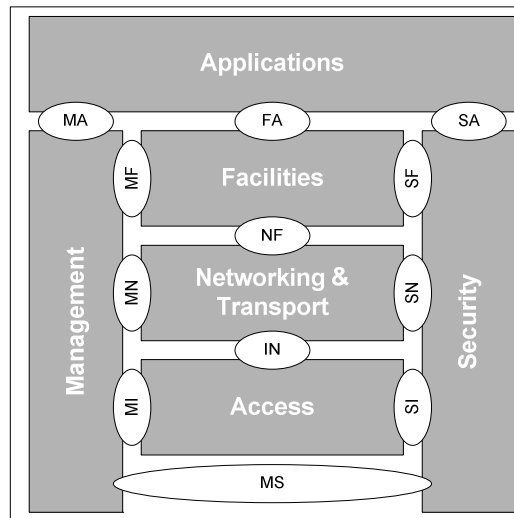 Applications
MA
FA
SA
MF
Facilities
SF
NF
Management
MN
Networking &
Transport
SN
Security
IN
MI
Access
SI
MS